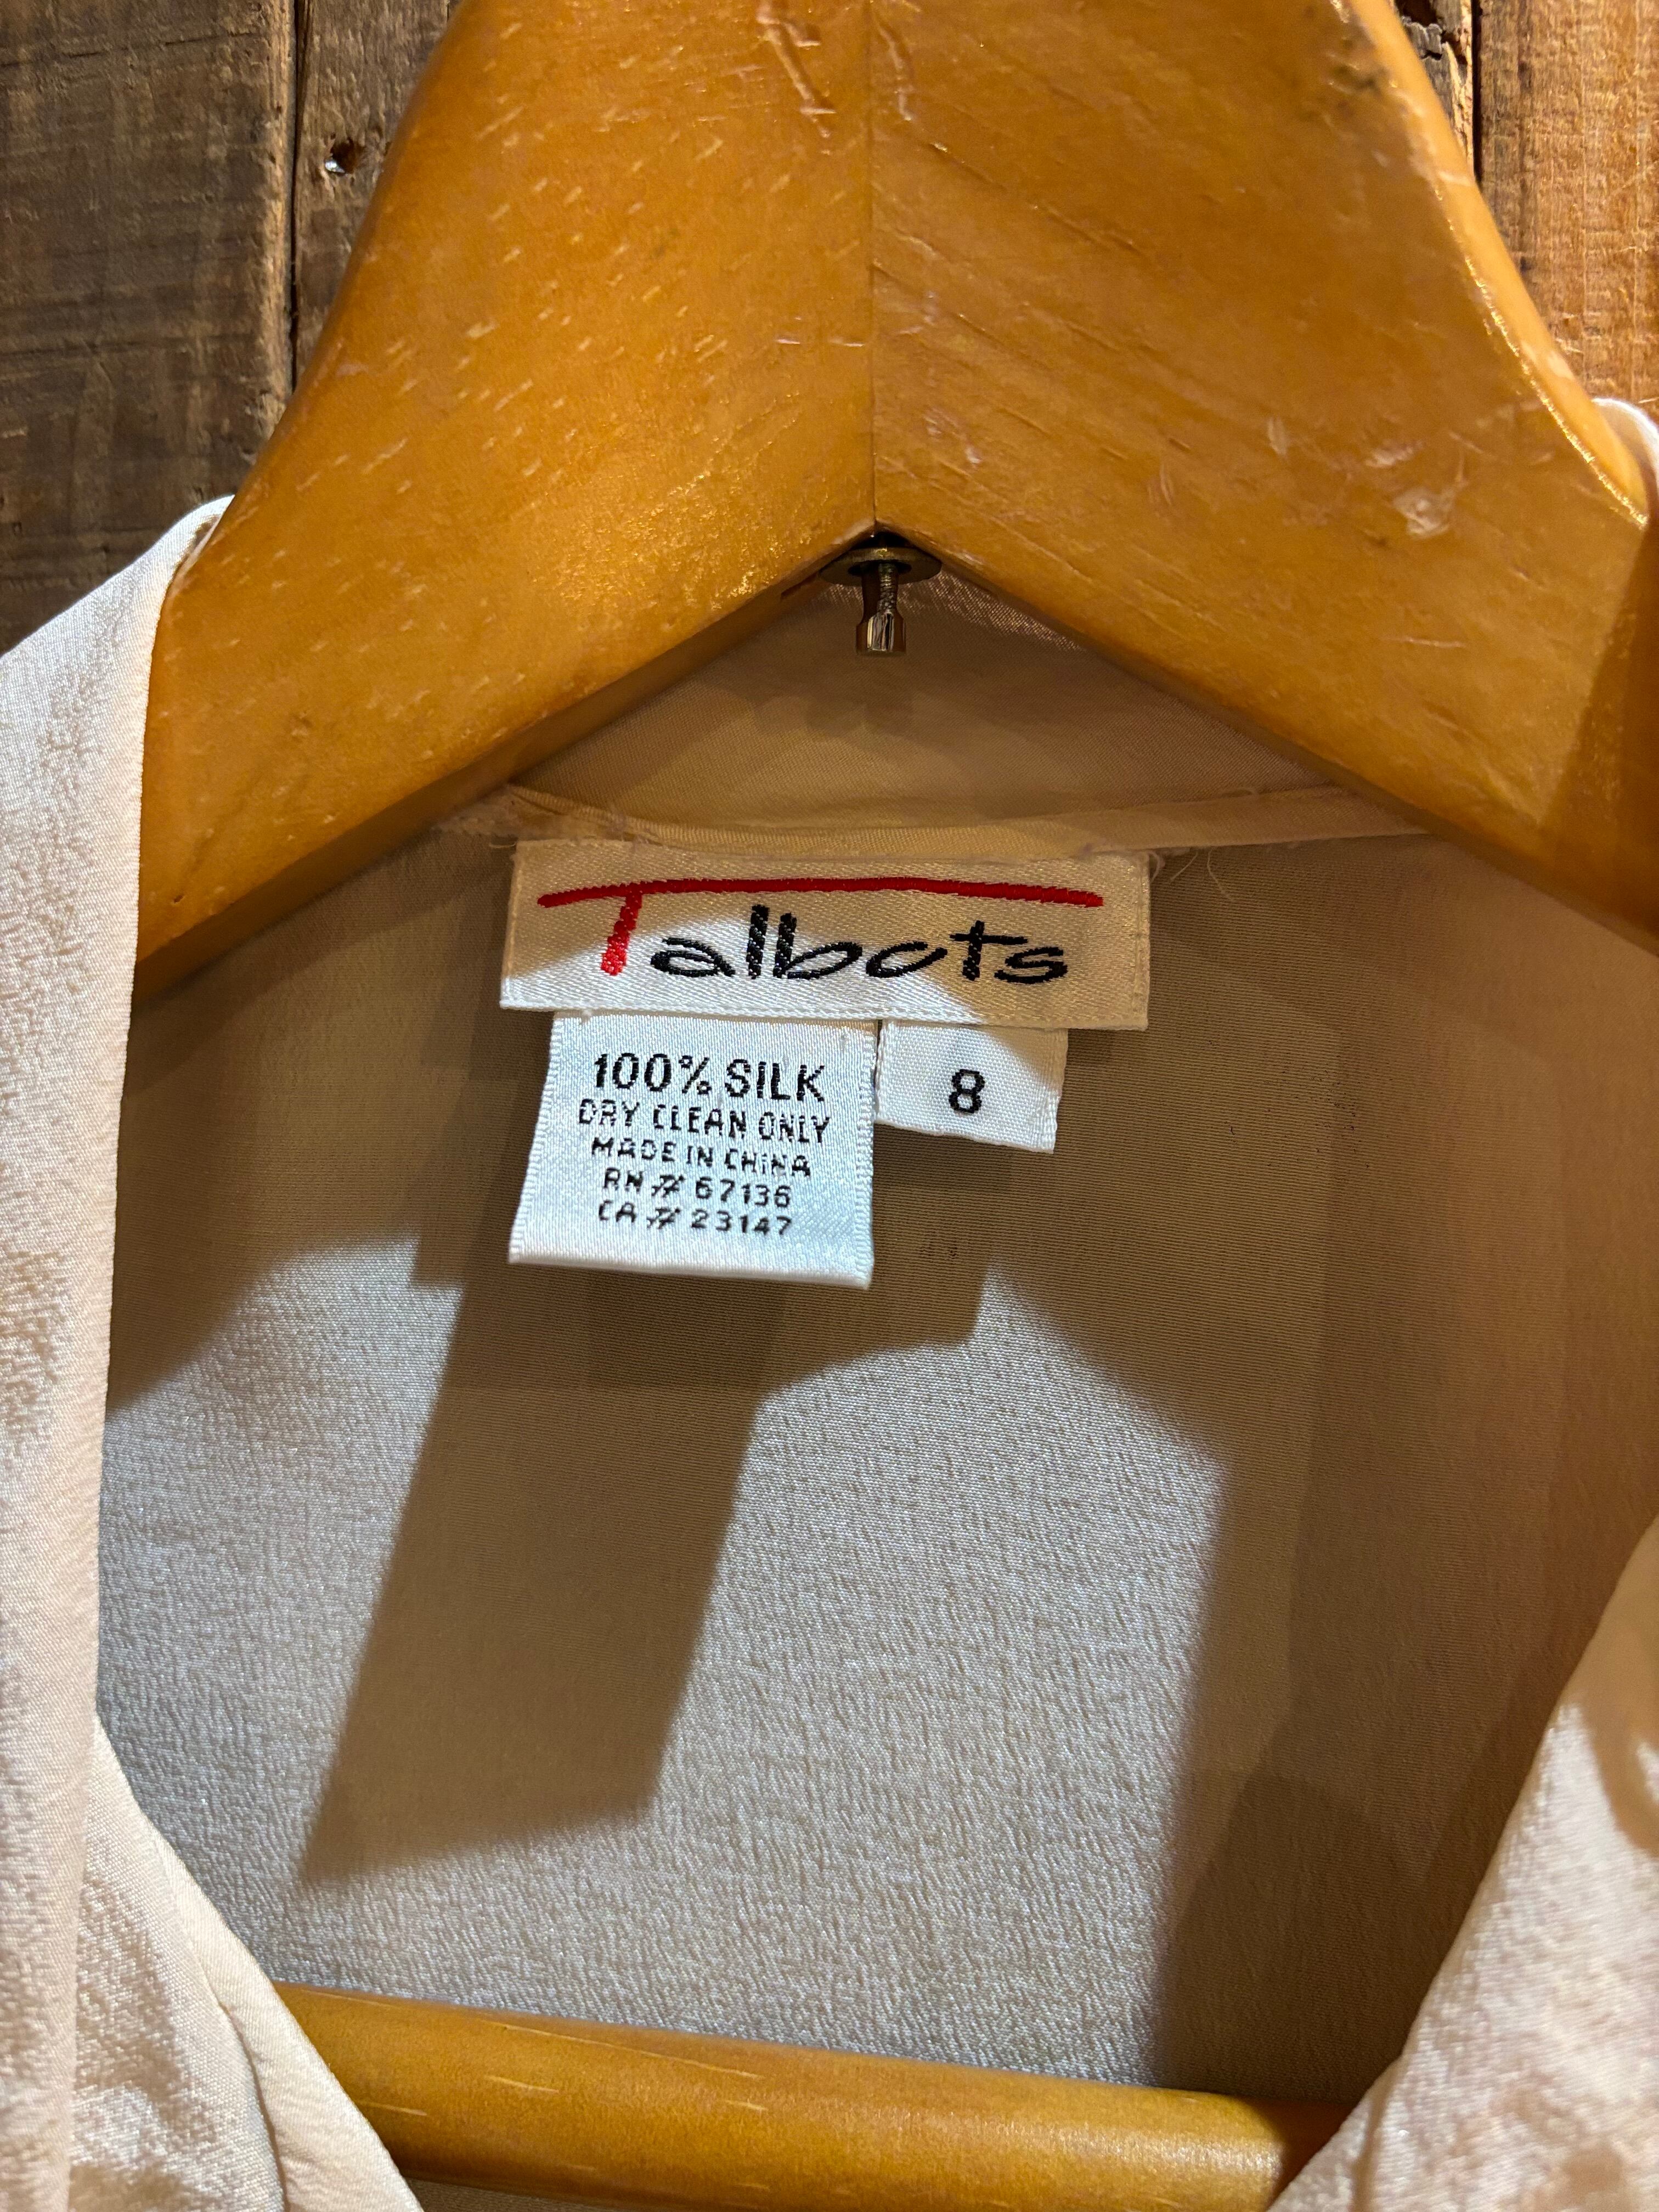 Talbots
100% SILK
DRY CLEAN ONLY
MADE IN CHINA
RN # 67136
CA # 23147
8